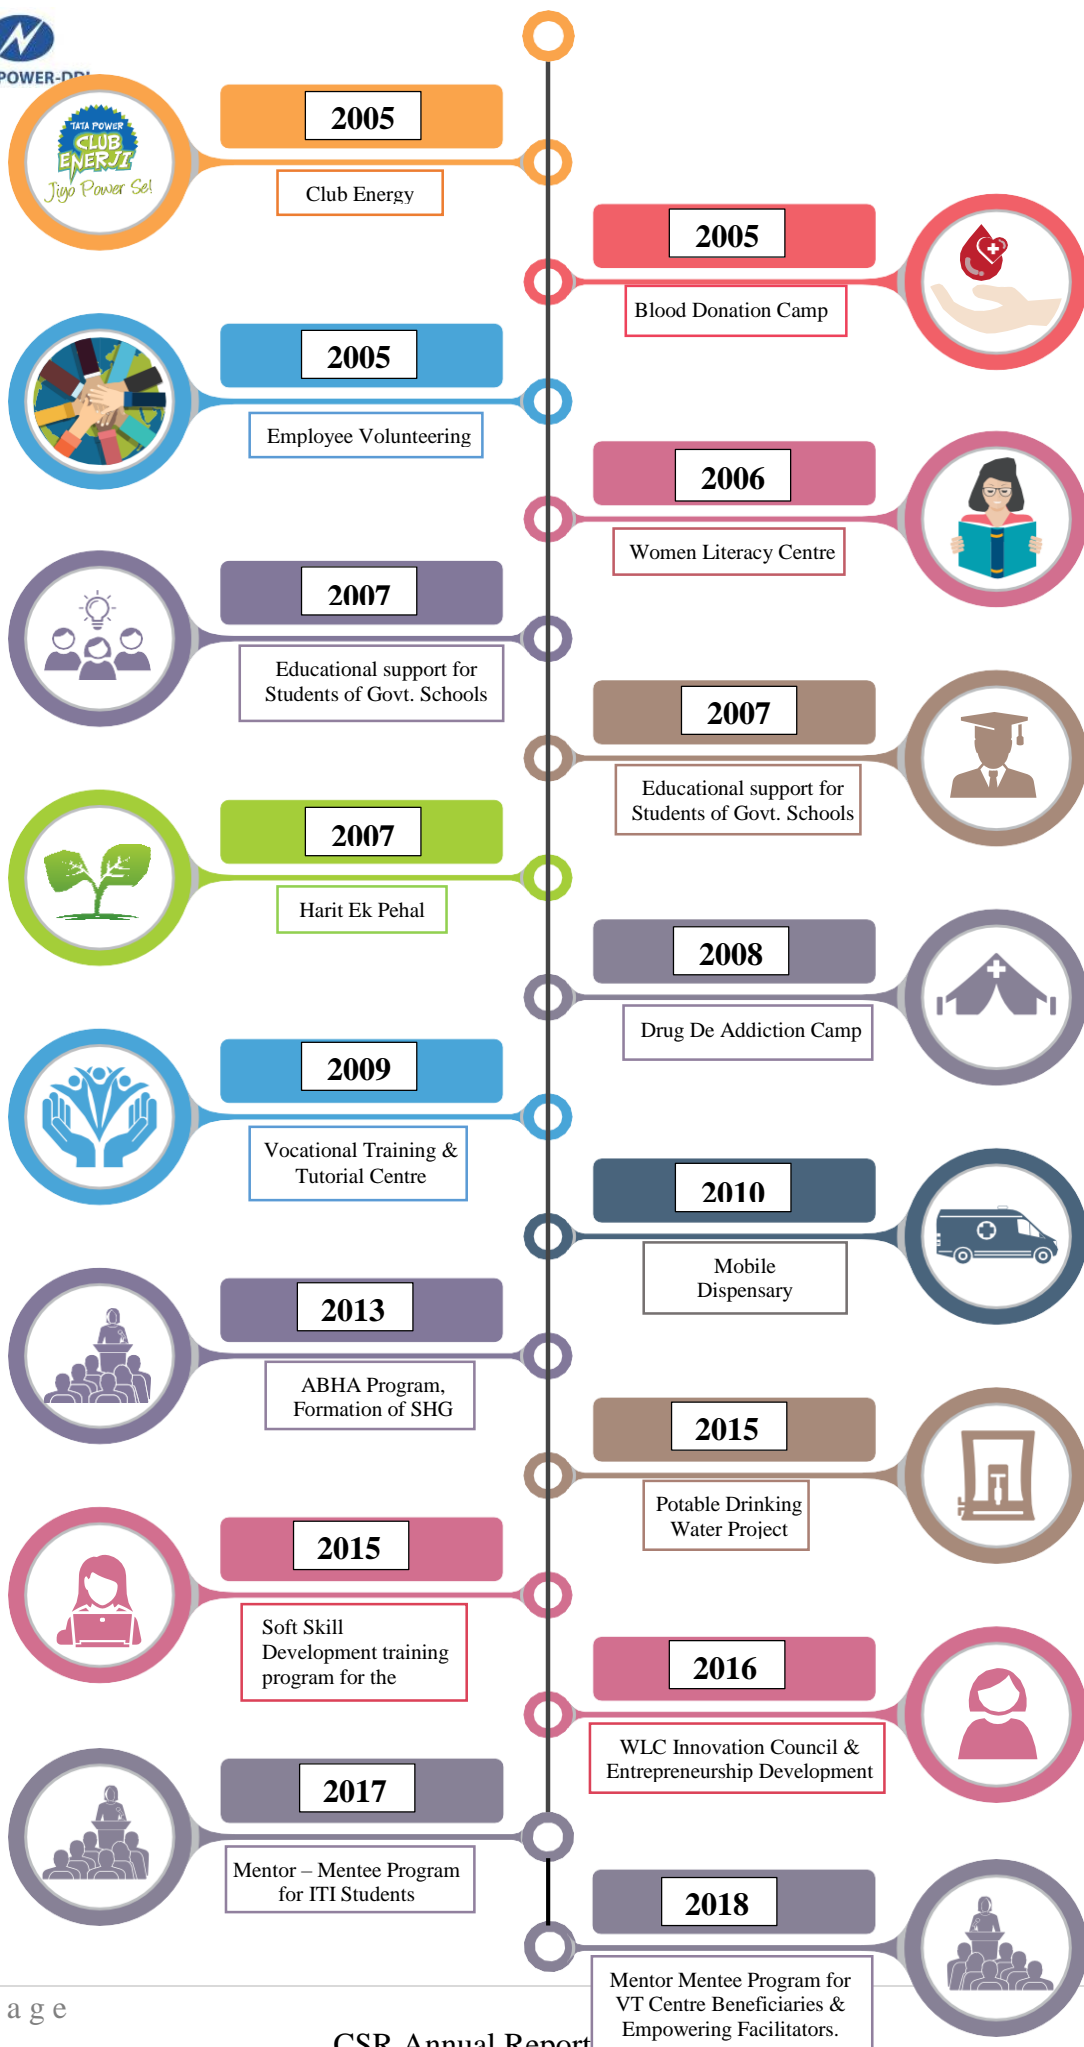 POWER-DDL
TATA POWER
CLUB
ENERJI
Jiyo Power Se!
2005
Club Energy
2005
Blood Donation Camp
2005
Employee Volunteering
2006
Women Literacy Centre
2007
Educational support for
Students of Govt. Schools
2007
Educational support for
Students of Govt. Schools
2007
Harit Ek Pehal
2008
Drug De Addiction Camp
2009
Vocational Training &
Tutorial Centre
2010
Mobile
Dispensary
2013
ABHA Program,
Formation of SHG
2015
Potable Drinking
Water Project
2015
Soft Skill
Development training
program for the
2016
WLC Innovation Council &
Entrepreneurship Development
2017
Mentor – Mentee Program
for ITI Students
2018
Mentor Mentee Program for
VT Centre Beneficiaries &
Empowering Facilitators.
a g e
CSR Annual Report